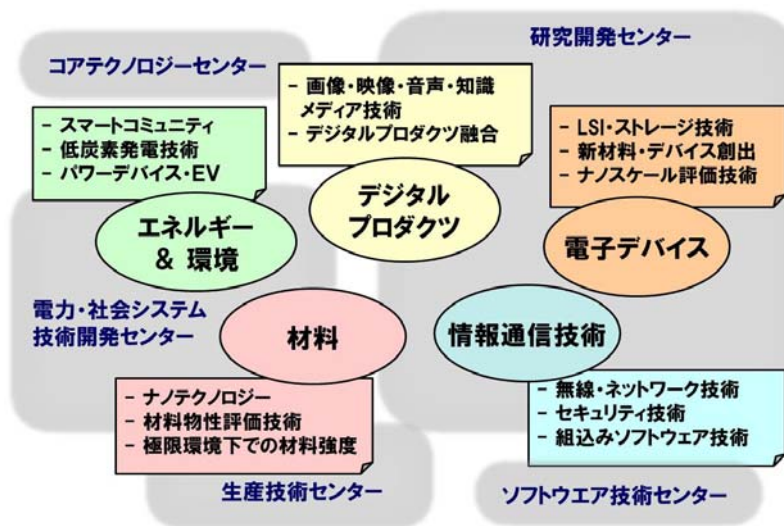 研究開発センター
コアテクノロジーセンター
- 画像・映像・音声・知識
メディア技術
- デジタルプロダクツ融合
- スマートコミュニティ
- 低炭素発電技術
- パワーデバイス・EV
- LSI・ストレージ技術
- 新材料・デバイス創出
- ナノスケール評価技術
デジタル
プロダクツ
エネルギー
& 環境
電子デバイス
電力・社会システム
技術開発センター
材料
情報通信技術
- ナノテクノロジー
- 材料物性評価技術
- 極限環境下での材料強度
- 無線・ネットワーク技術
- セキュリティ技術
- 組込みソフトウェア技術
生産技術センター
ソフトウエア技術センター